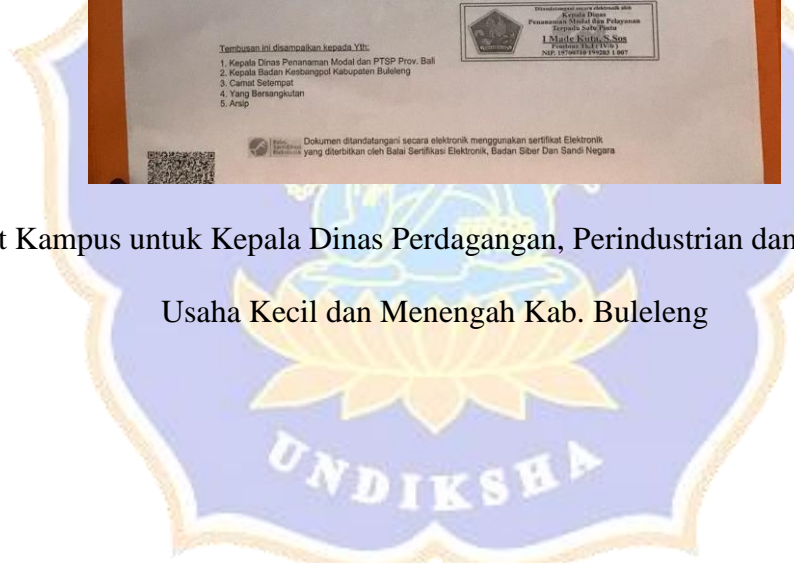 Ditandatangani secara elektronik oleh
Kepala Dinas
Penanaman Modal dan Pelayanan
Terpadu Satu Pintu
I Made Kuta, S.Sos
Tembusan ini disampaikan kepada Yth:
1. Kepala Dinas Penanaman Modal dan PTSP Prov. Bali
2. Kepala Badan Kesbangpol Kabupaten Buleleng
3. Camat Setempat
4. Yang Bersangkutan
5. Arsip
Balai Sertifikasi Elektronik
Dokumen ditandatangani secara elektronik menggunakan sertifikat Elektronik
yang diterbitkan oleh Balai Sertifikasi Elektronik, Badan Siber Dan Sandi Negara
t Kampus untuk Kepala Dinas Perdagangan, Perindustrian dan
Usaha Kecil dan Menengah Kab. Buleleng
UNDIKSHA